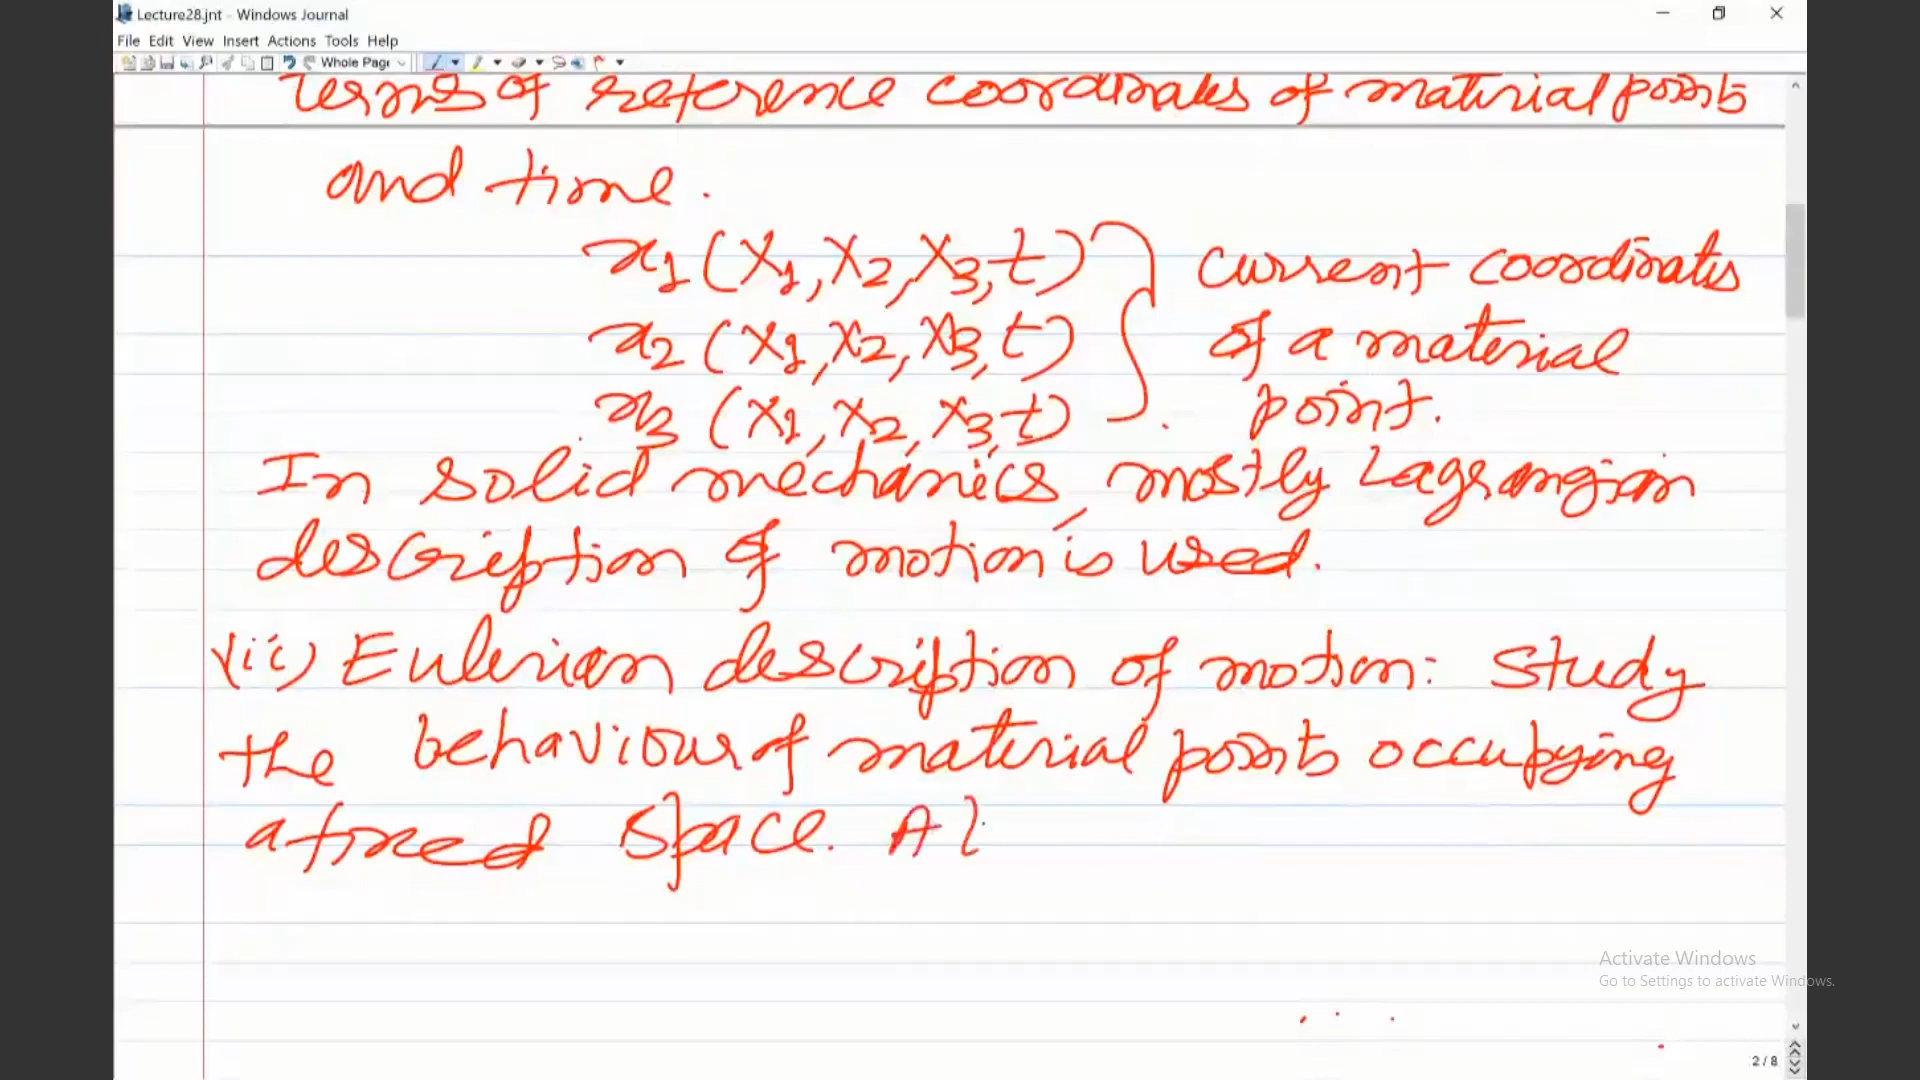 Lecture28.jnt - Windows Journal
File Edit View Insert Actions Tools Help
Whole Page
terms of reference coordinates of material points
and time.
x1 (X1, X2, X3, t) } current coordinates
x2 (X1, X2, X3, t) of a material
x3 (X1, X2, X3, t) point.
In solid mechanics, mostly Lagrangian
description of motion is used.
(ii) Eulerian description of motion: Study
the behaviour of material points occupying
a fixed space. Al
Activate Windows
Go to Settings to activate Windows.
2 / 8